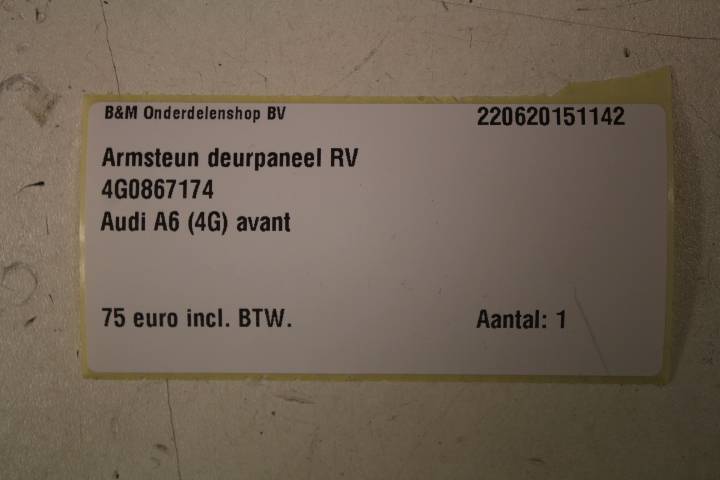 B&M Onderdelenshop BV 220620151142
Armsteun deurpaneel RV
4G0867174
Audi A6 (4G) avant
75 euro incl. BTW. Aantal: 1